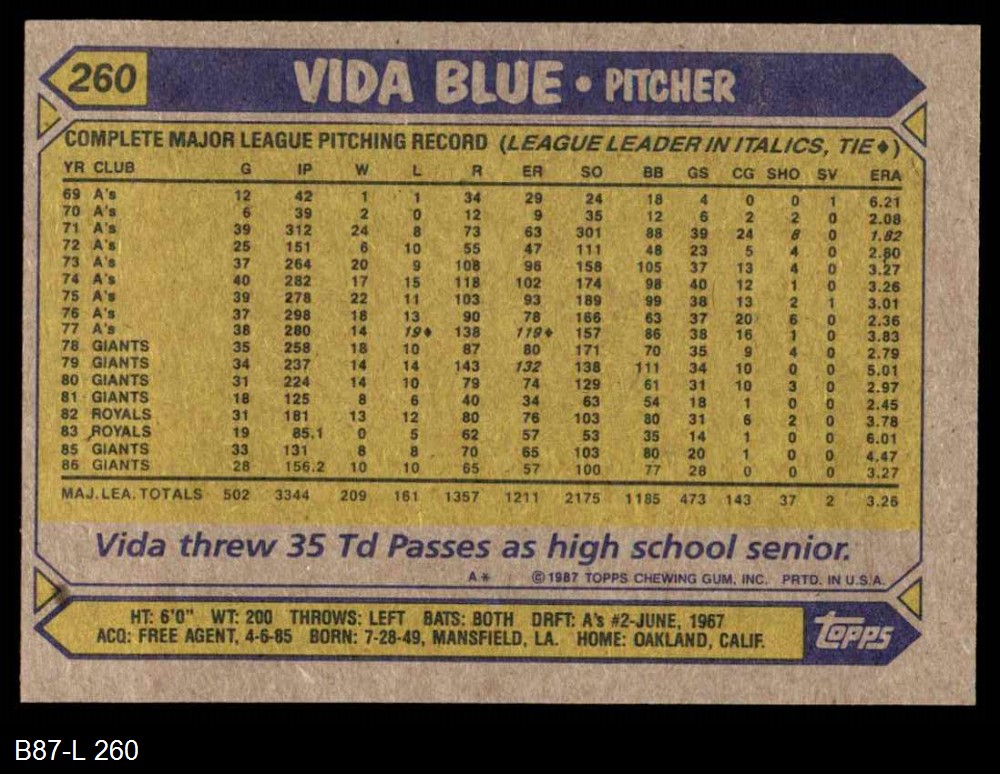 260 VIDA BLUE • PITCHER
COMPLETE MAJOR LEAGUE PITCHING RECORD (LEAGUE LEADER IN ITALICS, TIE♦)
YR CLUB G IP W L R ER SO BB GS CG SHO SV ERA
69 A's 12 42 1 1 34 29 24 18 4 0 0 1 6.21
70 A's 6 39 2 0 12 9 35 12 6 2 2 0 2.08
71 A's 39 312 24 8 73 63 301 88 39 24 8 0 1.82
72 A's 25 151 6 10 55 47 111 48 23 5 4 0 2.80
73 A's 37 264 20 9 108 96 158 105 37 13 4 0 3.27
74 A's 40 282 17 15 118 102 174 98 40 12 1 0 3.26
75 A's 39 278 22 11 103 93 189 99 38 13 2 1 3.01
76 A's 37 298 18 13 90 78 166 63 37 20 6 0 2.36
77 A's 38 280 14 19♦ 138 119♦ 157 86 38 16 1 0 3.83
78 GIANTS 35 258 18 10 87 80 171 70 35 9 4 0 2.79
79 GIANTS 34 237 14 14 143 132 138 111 34 10 0 0 5.01
80 GIANTS 31 224 14 10 79 74 129 61 31 10 3 0 2.97
81 GIANTS 18 125 8 6 40 34 63 54 18 1 0 0 2.45
82 ROYALS 31 181 13 12 80 76 103 80 31 6 2 0 3.78
83 ROYALS 19 85.1 0 5 62 57 53 35 14 1 0 0 6.01
85 GIANTS 33 131 8 8 70 65 103 80 20 1 0 0 4.47
86 GIANTS 28 156.2 10 10 65 57 100 77 28 0 0 0 3.27
MAJ. LEA. TOTALS 502 3344 209 161 1357 1211 2175 1185 473 143 37 2 3.26
Vida threw 35 Td Passes as high school senior.
A* ©1987 TOPPS CHEWING GUM, INC. PRTD. IN U.S.A.
HT: 6'0" WT: 200 THROWS: LEFT BATS: BOTH DRFT: A's #2-JUNE, 1967
ACQ: FREE AGENT, 4-6-85 BORN: 7-28-49, MANSFIELD, LA. HOME: OAKLAND, CALIF.
topps
B87-L 260